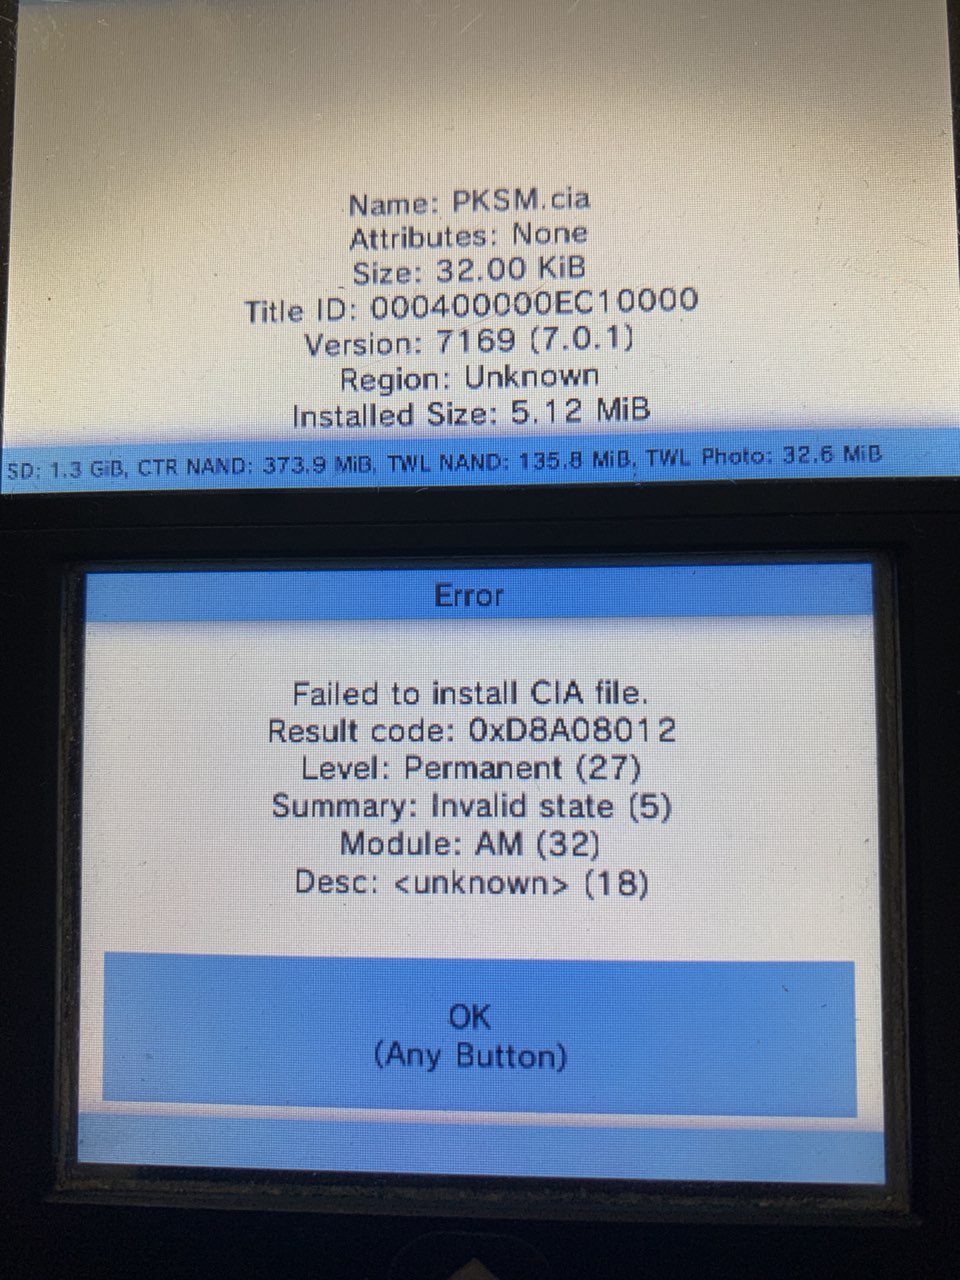 Name: PKSM.cia
Attributes: None
Size: 32.00 KiB
Title ID: 000400000EC10000
Version: 7169 (7.0.1)
Region: Unknown
Installed Size: 5.12 MiB
SD: 1.3 GiB, CTR NAND: 373.9 MiB, TWL NAND: 135.8 MiB, TWL Photo: 32.6 MiB
Error
Failed to install CIA file.
Result code: 0xD8A08012
Level: Permanent (27)
Summary: Invalid state (5)
Module: AM (32)
Desc: <unknown> (18)
OK
(Any Button)